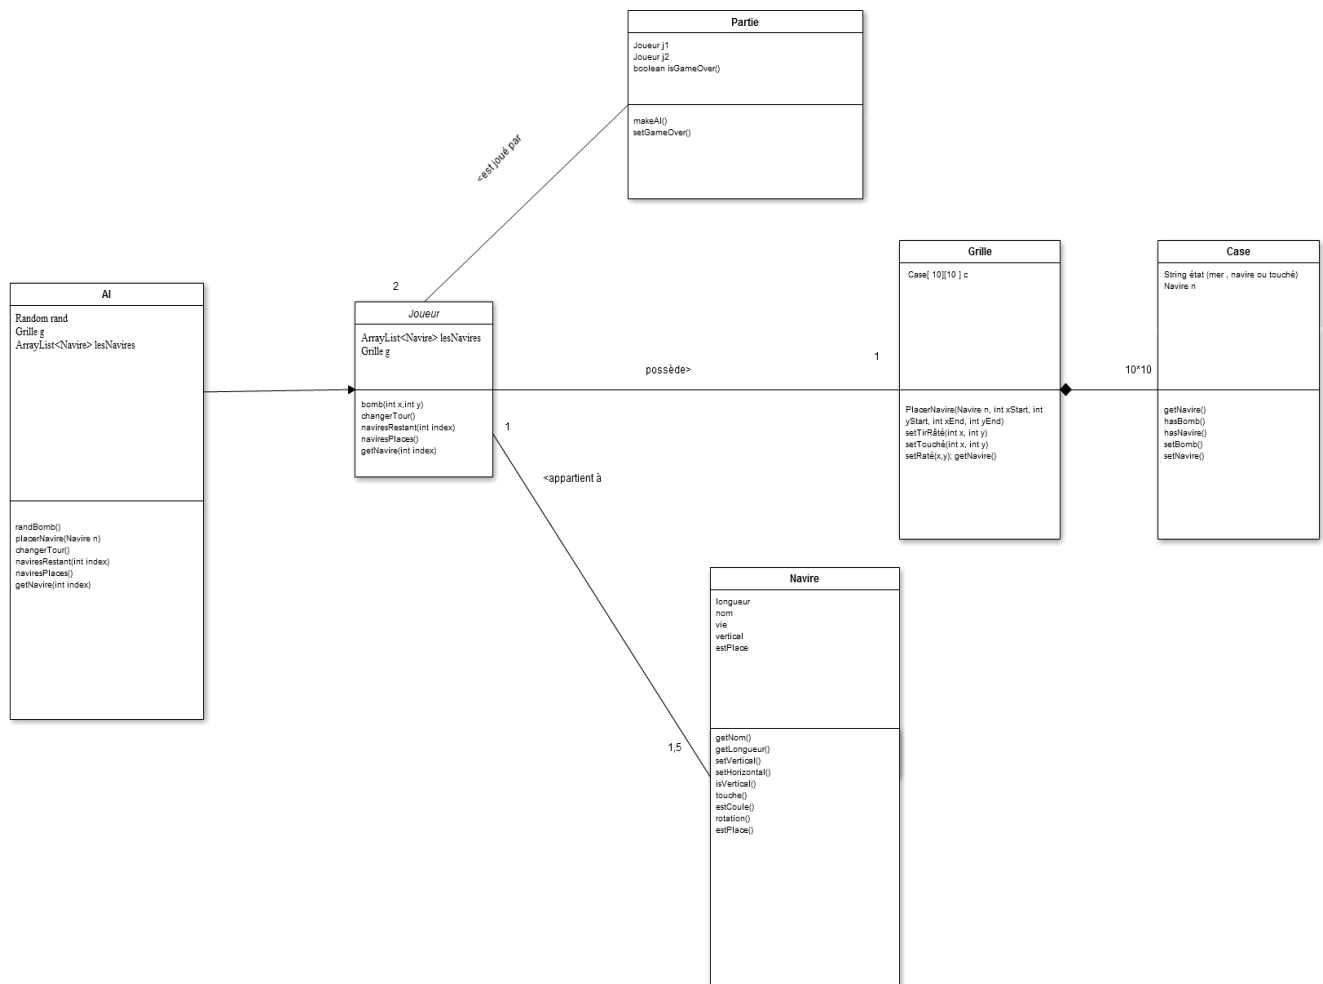 Partie
Joueur j1
Joueur j2
boolean isGameOver()
makeAI()
setGameOver()
<est joué par
2
AI
Random rand
Grille g
ArrayList<Navire> lesNavires
randBomb()
placerNavire(Navire n)
changerTour()
naviresRestant(int index)
naviresPlaces()
getNavire(int index)
Joueur
ArrayList<Navire> lesNavires
Grille g
bomb(int x,int y)
changerTour()
naviresRestant(int index)
naviresPlaces()
getNavire(int index)
possède>
1
Grille
Case[ 10][10 ] c
PlacerNavire(Navire n, int xStart, int
yStart, int xEnd, int yEnd)
setTirRâté(int x, int y)
setTouché(int x, int y)
setRaté(x,y); getNavire()
10*10
Case
String état (mer , navire ou touché)
Navire n
getNavire()
hasBomb()
hasNavire()
setBomb()
setNavire()
1
<appartient à
1,5
Navire
longueur
nom
vie
vertical
estPlace
getNom()
getLongueur()
setVertical()
setHorizontal()
isVertical()
touche()
estCoule()
rotation()
estPlace()